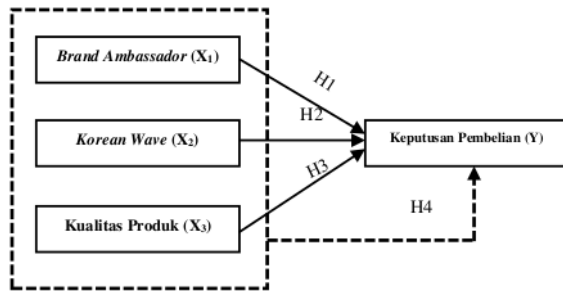 Brand Ambassador (X₁)
H1
H2
Korean Wave (X₂)
Keputusan Pembelian (Y)
H3
Kualitas Produk (X₃)
H4